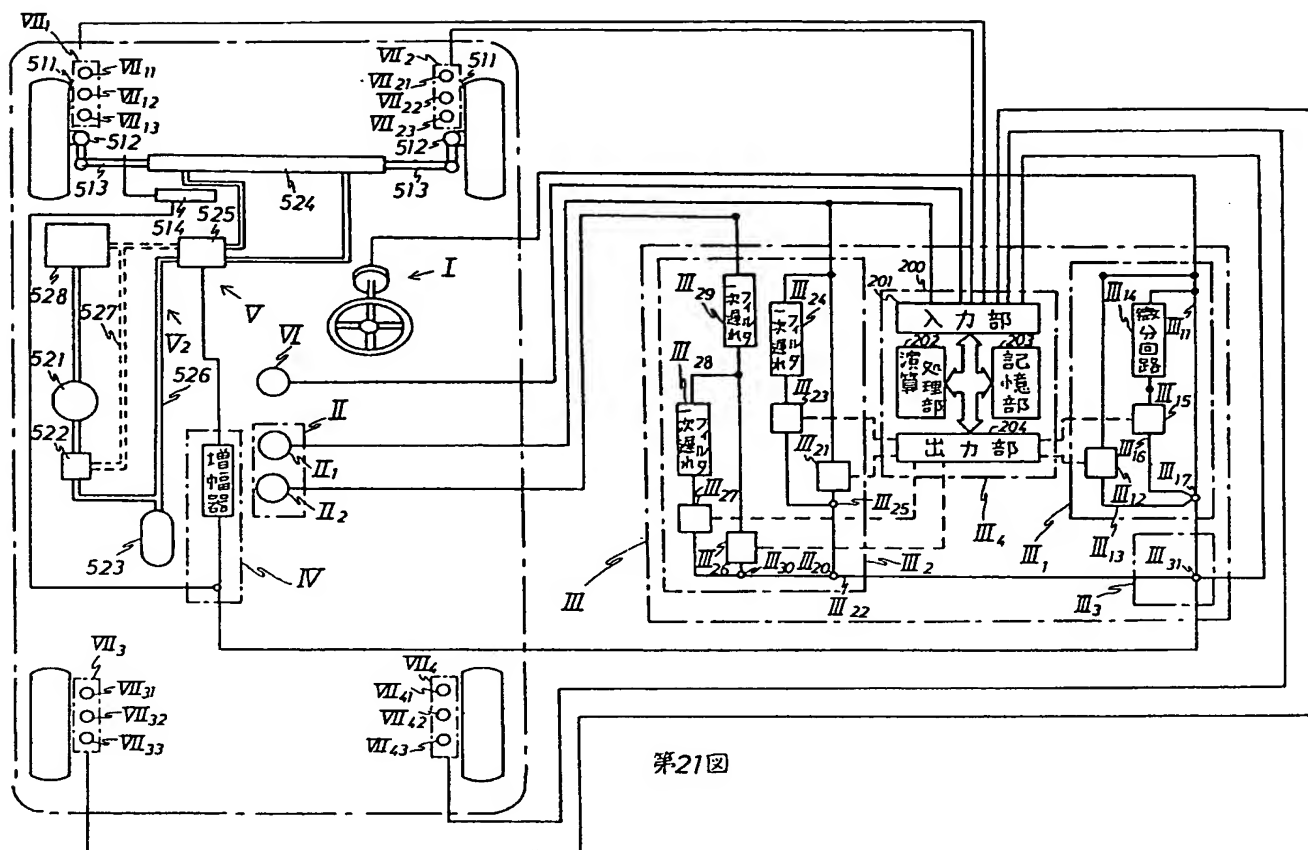 VII₁
511
VII₁₁
VII₁₂
VII₁₃
512
513
514
525
524
VII₂
VII₂₁
VII₂₂
VII₂₃
511
512
513
528
527
V₂
V
526
521
522
523
I
VI
II
II₁
II₂
増幅器
IV
VII₃
VII₃₁
VII₃₂
VII₃₃
VII₄
VII₄₁
VII₄₂
VII₄₃
III
III₂₉
一次遅れフィルタ
III₂₈
一次遅れフィルタ
III₂₇
III₂₆
III₃₀
III₂₄
一次遅れフィルタ
III₂₃
III₂₁
III₂₅
III₂₀
III₂₂
III₂
200
201
入力部
202
演算処理部
203
記憶部
204
出力部
III₄
III₁₄
微分回路
III₁₁
III₁₅
III₁₆
III₁₂
III₁₃
III₁₇
III₁
III₃₁
III₃
第21図